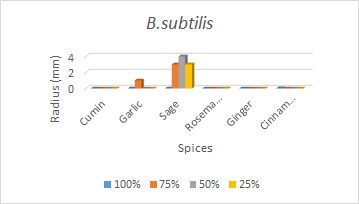 B.subtilis
Radius (mm)
4
2
0
Cumin
Garlic
Sage
Rosema...
Ginger
Cinnam...
Spices
100% 75% 50% 25%